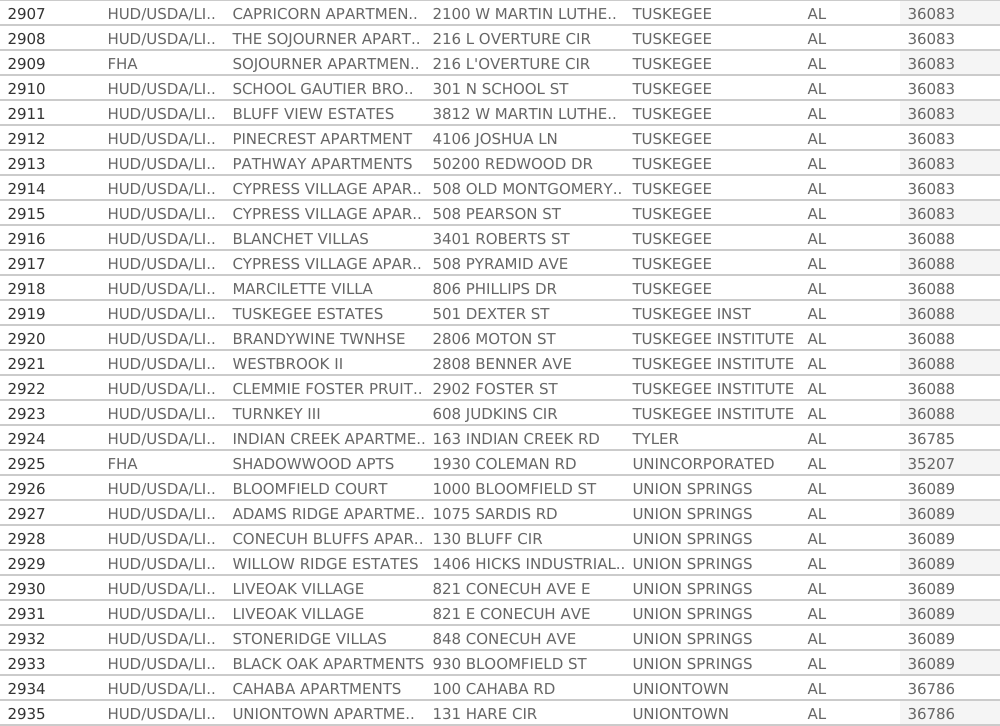 2907 HUD/USDA/LI.. CAPRICORN APARTMEN.. 2100 W MARTIN LUTHE.. TUSKEGEE AL 36083
2908 HUD/USDA/LI.. THE SOJOURNER APART.. 216 L OVERTURE CIR TUSKEGEE AL 36083
2909 FHA SOJOURNER APARTMEN.. 216 L'OVERTURE CIR TUSKEGEE AL 36083
2910 HUD/USDA/LI.. SCHOOL GAUTIER BRO.. 301 N SCHOOL ST TUSKEGEE AL 36083
2911 HUD/USDA/LI.. BLUFF VIEW ESTATES 3812 W MARTIN LUTHE.. TUSKEGEE AL 36083
2912 HUD/USDA/LI.. PINECREST APARTMENT 4106 JOSHUA LN TUSKEGEE AL 36083
2913 HUD/USDA/LI.. PATHWAY APARTMENTS 50200 REDWOOD DR TUSKEGEE AL 36083
2914 HUD/USDA/LI.. CYPRESS VILLAGE APAR.. 508 OLD MONTGOMERY.. TUSKEGEE AL 36083
2915 HUD/USDA/LI.. CYPRESS VILLAGE APAR.. 508 PEARSON ST TUSKEGEE AL 36083
2916 HUD/USDA/LI.. BLANCHET VILLAS 3401 ROBERTS ST TUSKEGEE AL 36088
2917 HUD/USDA/LI.. CYPRESS VILLAGE APAR.. 508 PYRAMID AVE TUSKEGEE AL 36088
2918 HUD/USDA/LI.. MARCILETTE VILLA 806 PHILLIPS DR TUSKEGEE AL 36088
2919 HUD/USDA/LI.. TUSKEGEE ESTATES 501 DEXTER ST TUSKEGEE INST AL 36088
2920 HUD/USDA/LI.. BRANDYWINE TWNHSE 2806 MOTON ST TUSKEGEE INSTITUTE AL 36088
2921 HUD/USDA/LI.. WESTBROOK II 2808 BENNER AVE TUSKEGEE INSTITUTE AL 36088
2922 HUD/USDA/LI.. CLEMMIE FOSTER PRUIT.. 2902 FOSTER ST TUSKEGEE INSTITUTE AL 36088
2923 HUD/USDA/LI.. TURNKEY III 608 JUDKINS CIR TUSKEGEE INSTITUTE AL 36088
2924 HUD/USDA/LI.. INDIAN CREEK APARTME.. 163 INDIAN CREEK RD TYLER AL 36785
2925 FHA SHADOWWOOD APTS 1930 COLEMAN RD UNINCORPORATED AL 35207
2926 HUD/USDA/LI.. BLOOMFIELD COURT 1000 BLOOMFIELD ST UNION SPRINGS AL 36089
2927 HUD/USDA/LI.. ADAMS RIDGE APARTME.. 1075 SARDIS RD UNION SPRINGS AL 36089
2928 HUD/USDA/LI.. CONECUH BLUFFS APAR.. 130 BLUFF CIR UNION SPRINGS AL 36089
2929 HUD/USDA/LI.. WILLOW RIDGE ESTATES 1406 HICKS INDUSTRIAL.. UNION SPRINGS AL 36089
2930 HUD/USDA/LI.. LIVEOAK VILLAGE 821 CONECUH AVE E UNION SPRINGS AL 36089
2931 HUD/USDA/LI.. LIVEOAK VILLAGE 821 E CONECUH AVE UNION SPRINGS AL 36089
2932 HUD/USDA/LI.. STONERIDGE VILLAS 848 CONECUH AVE UNION SPRINGS AL 36089
2933 HUD/USDA/LI.. BLACK OAK APARTMENTS 930 BLOOMFIELD ST UNION SPRINGS AL 36089
2934 HUD/USDA/LI.. CAHABA APARTMENTS 100 CAHABA RD UNIONTOWN AL 36786
2935 HUD/USDA/LI.. UNIONTOWN APARTME.. 131 HARE CIR UNIONTOWN AL 36786